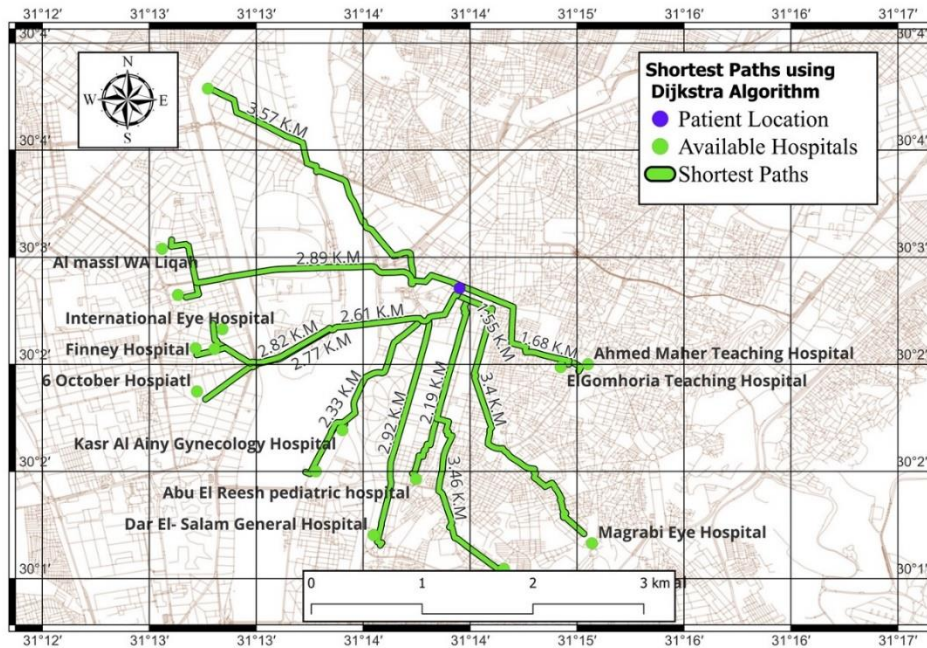 31°12' 31°13' 31°13' 31°14' 31°14' 31°15' 31°16' 31°16' 31°17'
30°4' 30°4'
N
W E
S
Shortest Paths using
Dijkstra Algorithm
Patient Location
Available Hospitals
Shortest Paths
3.57 K.M
30°4' 30°4'
30°3' 30°3'
Al massl WA Liqah
2.89 K.M
International Eye Hospital
2.61 K.M
1.55 K.M
2.82 K.M
2.77 K.M
1.68 K.M
Finney Hospital
Ahmed Maher Teaching Hospital
30°2' 30°2'
6 October Hospiatl
ElGomhoria Teaching Hospital
2.33 K.M
2.92 K.M
2.19 K.M
3.4 K.M
Kasr Al Ainy Gynecology Hospital
30°2' 30°2'
3.46 K.M
Abu El Reesh pediatric hospital
Dar El- Salam General Hospital
Magrabi Eye Hospital
30°1' 30°1'
0 1 2 3 km
31°12' 31°13' 31°13' 31°14' 31°14' 31°15' 31°16' 31°16' 31°17'